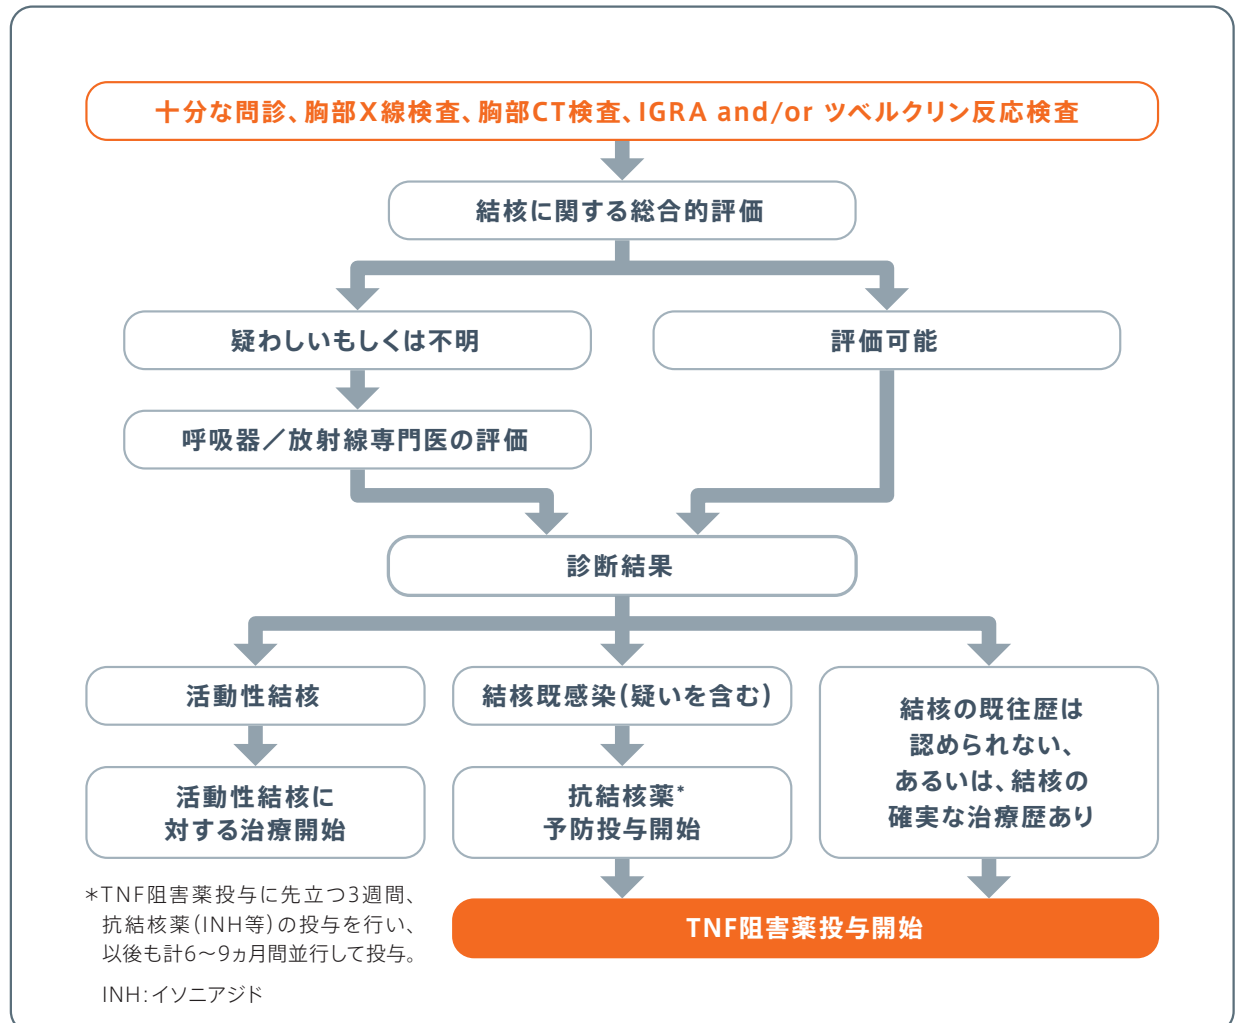 十分な問診、胸部X線検査、胸部CT検査、IGRA and/or ツベルクリン反応検査
結核に関する総合的評価
疑わしいもしくは不明
評価可能
呼吸器／放射線専門医の評価
診断結果
活動性結核
結核既感染(疑いを含む)
結核の既往歴は
認められない、
あるいは、結核の
確実な治療歴あり
活動性結核に
対する治療開始
抗結核薬*
予防投与開始
TNF阻害薬投与開始
＊TNF阻害薬投与に先立つ3週間、
抗結核薬(INH等)の投与を行い、
以後も計6〜9ヵ月間並行して投与。
INH:イソニアジド